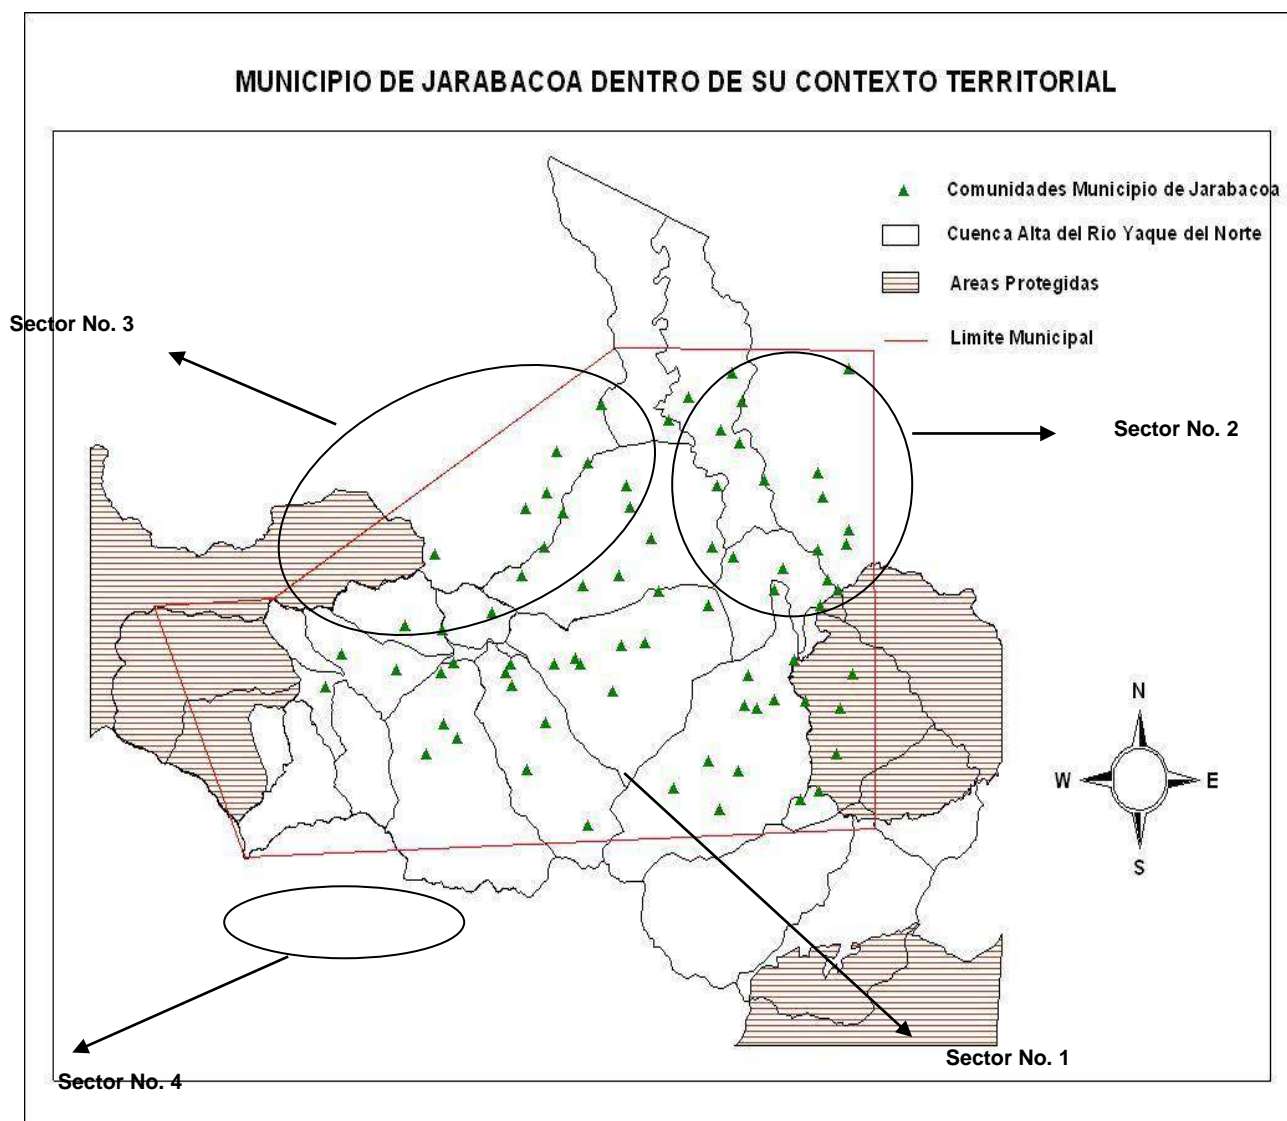 MUNICIPIO DE JARABACOA DENTRO DE SU CONTEXTO TERRITORIAL
Comunidades Municipio de Jarabacoa
Cuenca Alta del Rio Yaque del Norte
Areas Protegidas
Limite Municipal
Sector No. 3
Sector No. 2
N
W
E
S
Sector No. 1
Sector No. 4